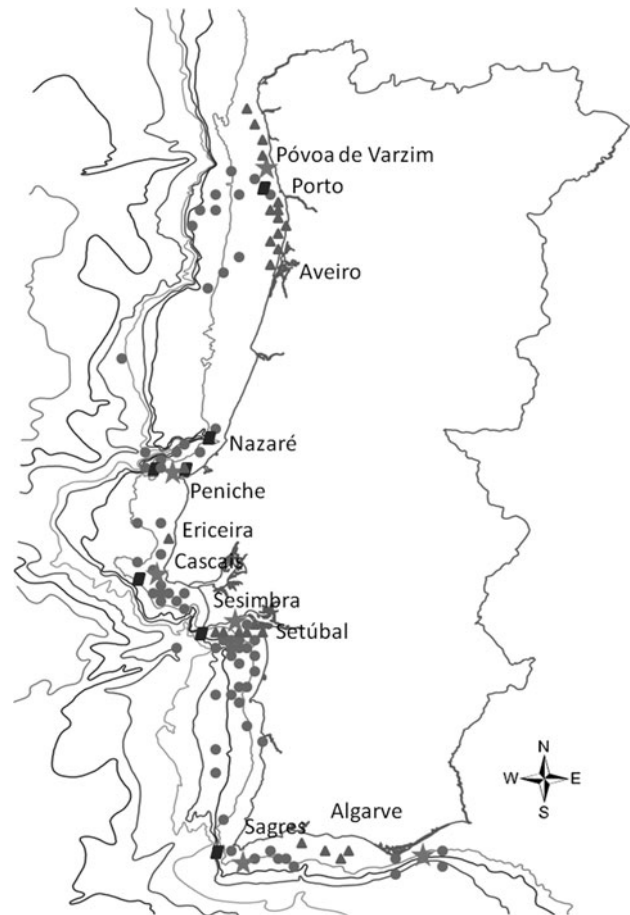 Póvoa de Varzim
Porto
Aveiro
Nazaré
Peniche
Ericeira
Cascais
Sesimbra
Setúbal
N
W E
S
Algarve
Sagres